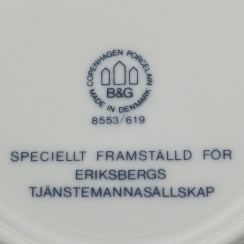 COPENHAGEN PORCELAIN
B&G
MADE IN DENMARK
8553/619
SPECIELLT FRAMSTÄLLD FÖR
ERIKSBERGS
TJÄNSTEMANNASÄLLSKAP